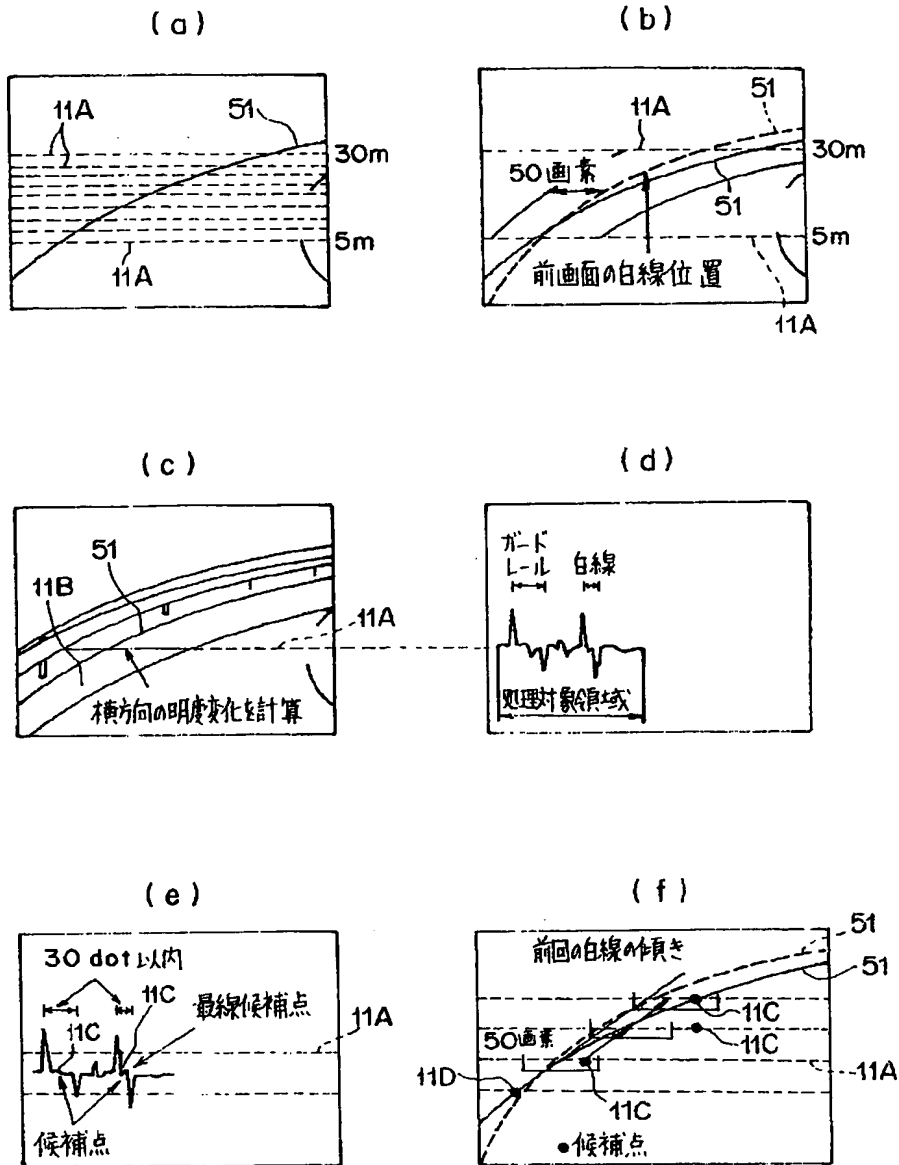 (a)
11A
51
30m
5m
11A
(b)
51
11A
30m
50画素
51
5m
前画面の白線位置
11A
(c)
51
11B
11A
横方向の明度変化を計算
(d)
ガード
レール
白線
処理対象領域
(e)
30 dot以内
11C
最線候補点
11C
11A
候補点
(f)
前回の白線の傾き
51
51
11C
50画素
11C
11A
11D
11C
●候補点